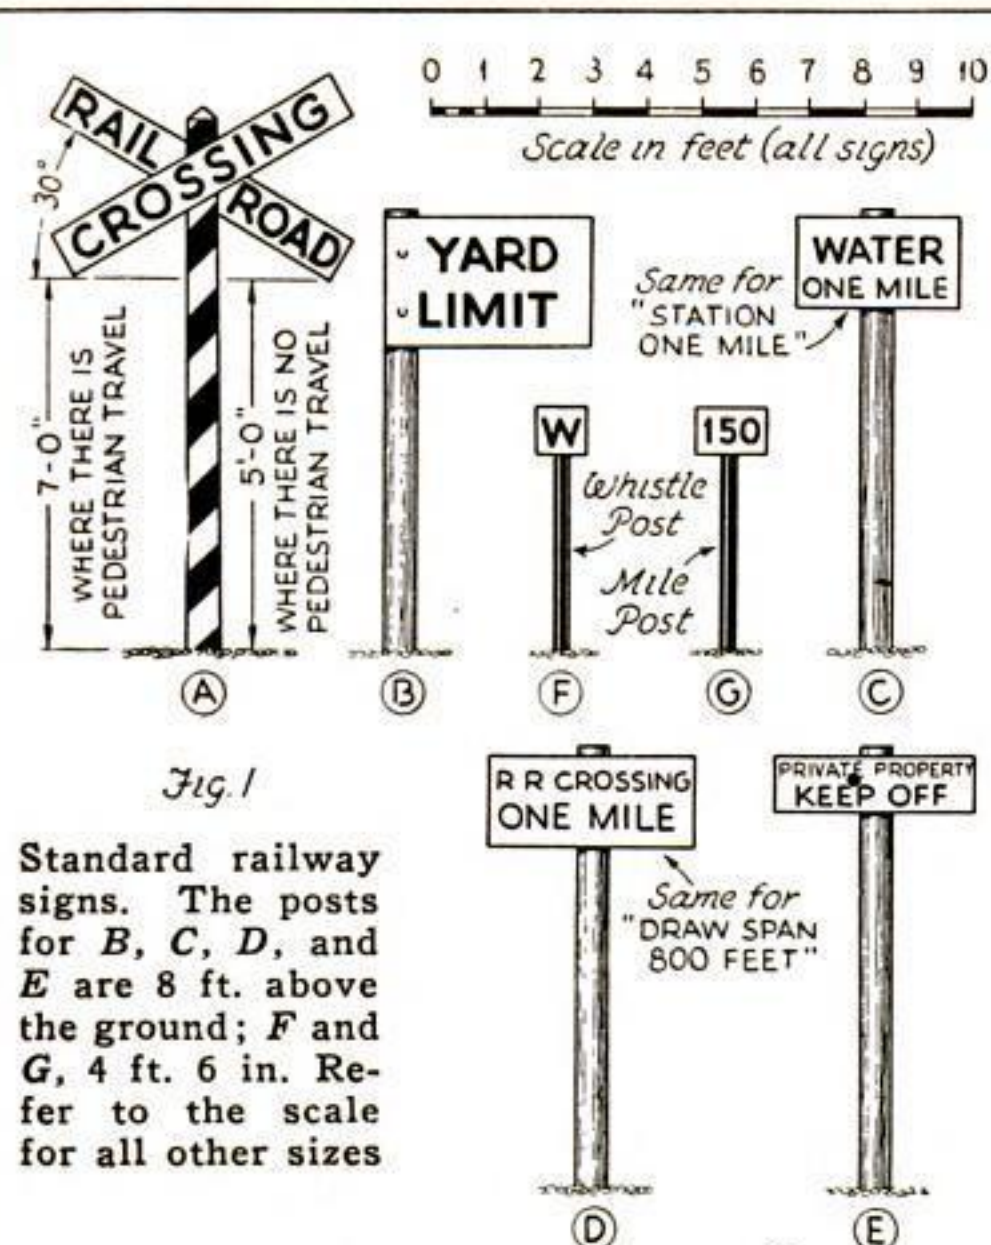 0 1 2 3 4 5 6 7 8 9 10
Scale in feet (all signs)
RAIL
ROAD
CROSSING
30°
7'-0"
WHERE THERE IS
PEDESTRIAN TRAVEL
5'-0"
WHERE THERE IS NO
PEDESTRIAN TRAVEL
A
YARD
LIMIT
B
W
Whistle
Post
F
150
Mile
Post
G
WATER
ONE MILE
Same for
"STATION
ONE MILE"
C
Fig. 1
Standard railway
signs. The posts
for B, C, D, and
E are 8 ft. above
the ground; F and
G, 4 ft. 6 in. Re-
fer to the scale
for all other sizes
R R CROSSING
ONE MILE
Same for
"DRAW SPAN
800 FEET"
D
PRIVATE PROPERTY
KEEP OFF
E